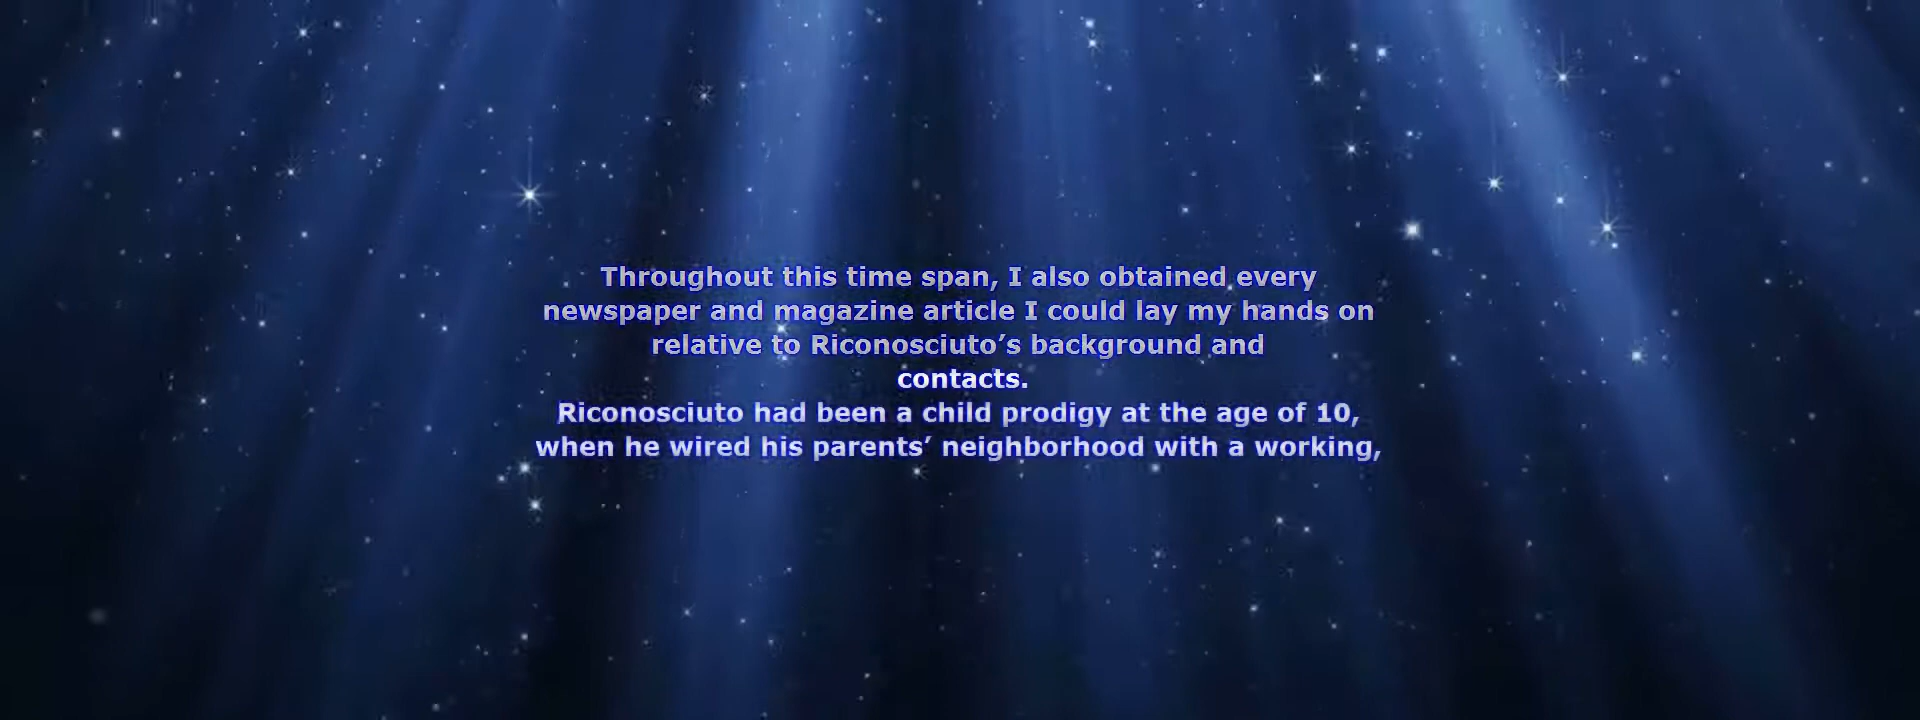 Throughout this time span, I also obtained every
newspaper and magazine article I could lay my hands on
relative to Riconosciuto’s background and
contacts.
Riconosciuto had been a child prodigy at the age of 10,
when he wired his parents’ neighborhood with a working,